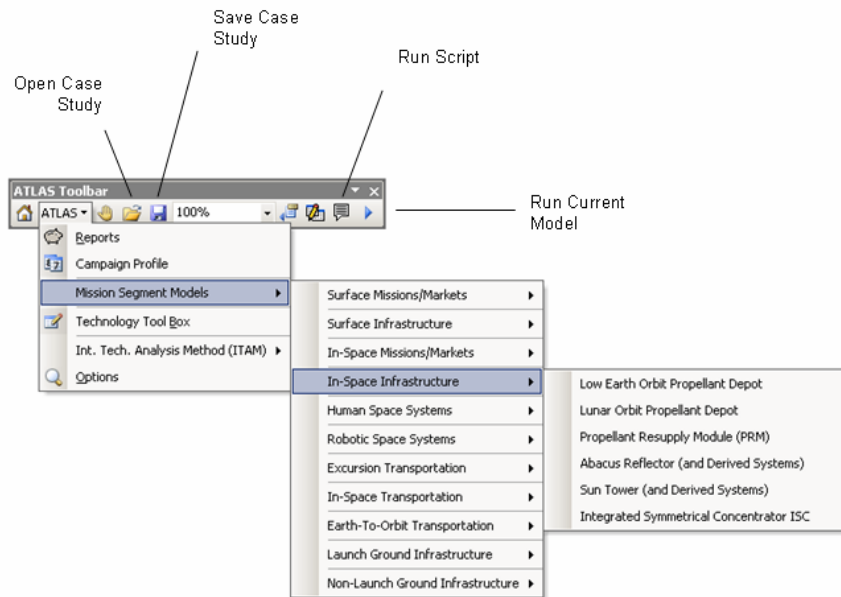 Save Case
Study
Run Script
Open Case
Study
ATLAS Toolbar
ATLAS
100%
Run Current
Model
Reports
Campaign Profile
Mission Segment Models
Technology Tool Box
Int. Tech. Analysis Method (ITAM)
Options
Surface Missions/Markets
Surface Infrastructure
In-Space Missions/Markets
In-Space Infrastructure
Human Space Systems
Robotic Space Systems
Excursion Transportation
In-Space Transportation
Earth-To-Orbit Transportation
Launch Ground Infrastructure
Non-Launch Ground Infrastructure
Low Earth Orbit Propellant Depot
Lunar Orbit Propellant Depot
Propellant Resupply Module (PRM)
Abacus Reflector (and Derived Systems)
Sun Tower (and Derived Systems)
Integrated Symmetrical Concentrator ISC